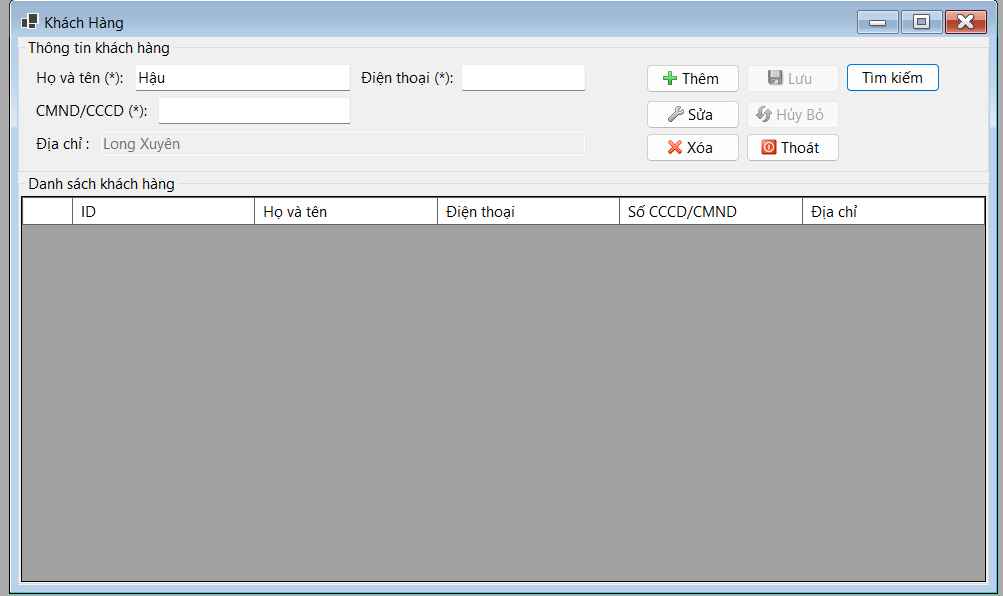 Khách Hàng
Thông tin khách hàng
Họ và tên (*): Hậu Điện thoại (*): Thêm Lưu Tìm kiếm
CMND/CCCD (*): Sửa Hủy Bỏ
Địa chỉ : Long Xuyên Xóa Thoát
Danh sách khách hàng
ID Họ và tên Điện thoại Số CCCD/CMND Địa chỉ